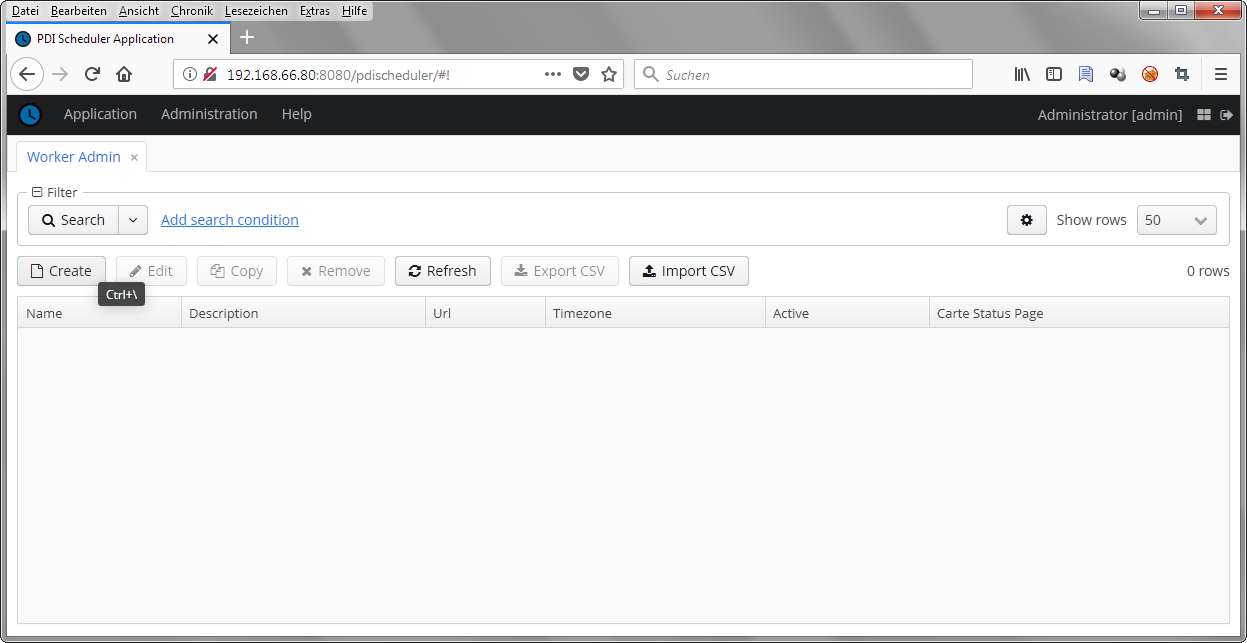 Datei Bearbeiten Ansicht Chronik Lesezeichen Extras Hilfe
PDI Scheduler Application
192.168.66.80:8080/pdischeduler/#!
Suchen
Application Administration Help Administrator [admin]
Worker Admin
Filter
Search Add search condition Show rows 50
Create Edit Copy Remove Refresh Export CSV Import CSV 0 rows
Ctrl+\
Name Description Url Timezone Active Carte Status Page